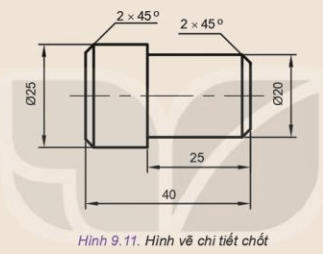 2 × 45° 2 × 45°
Ø25
Ø20
25
40
Hình 9.11. Hình vẽ chi tiết chốt